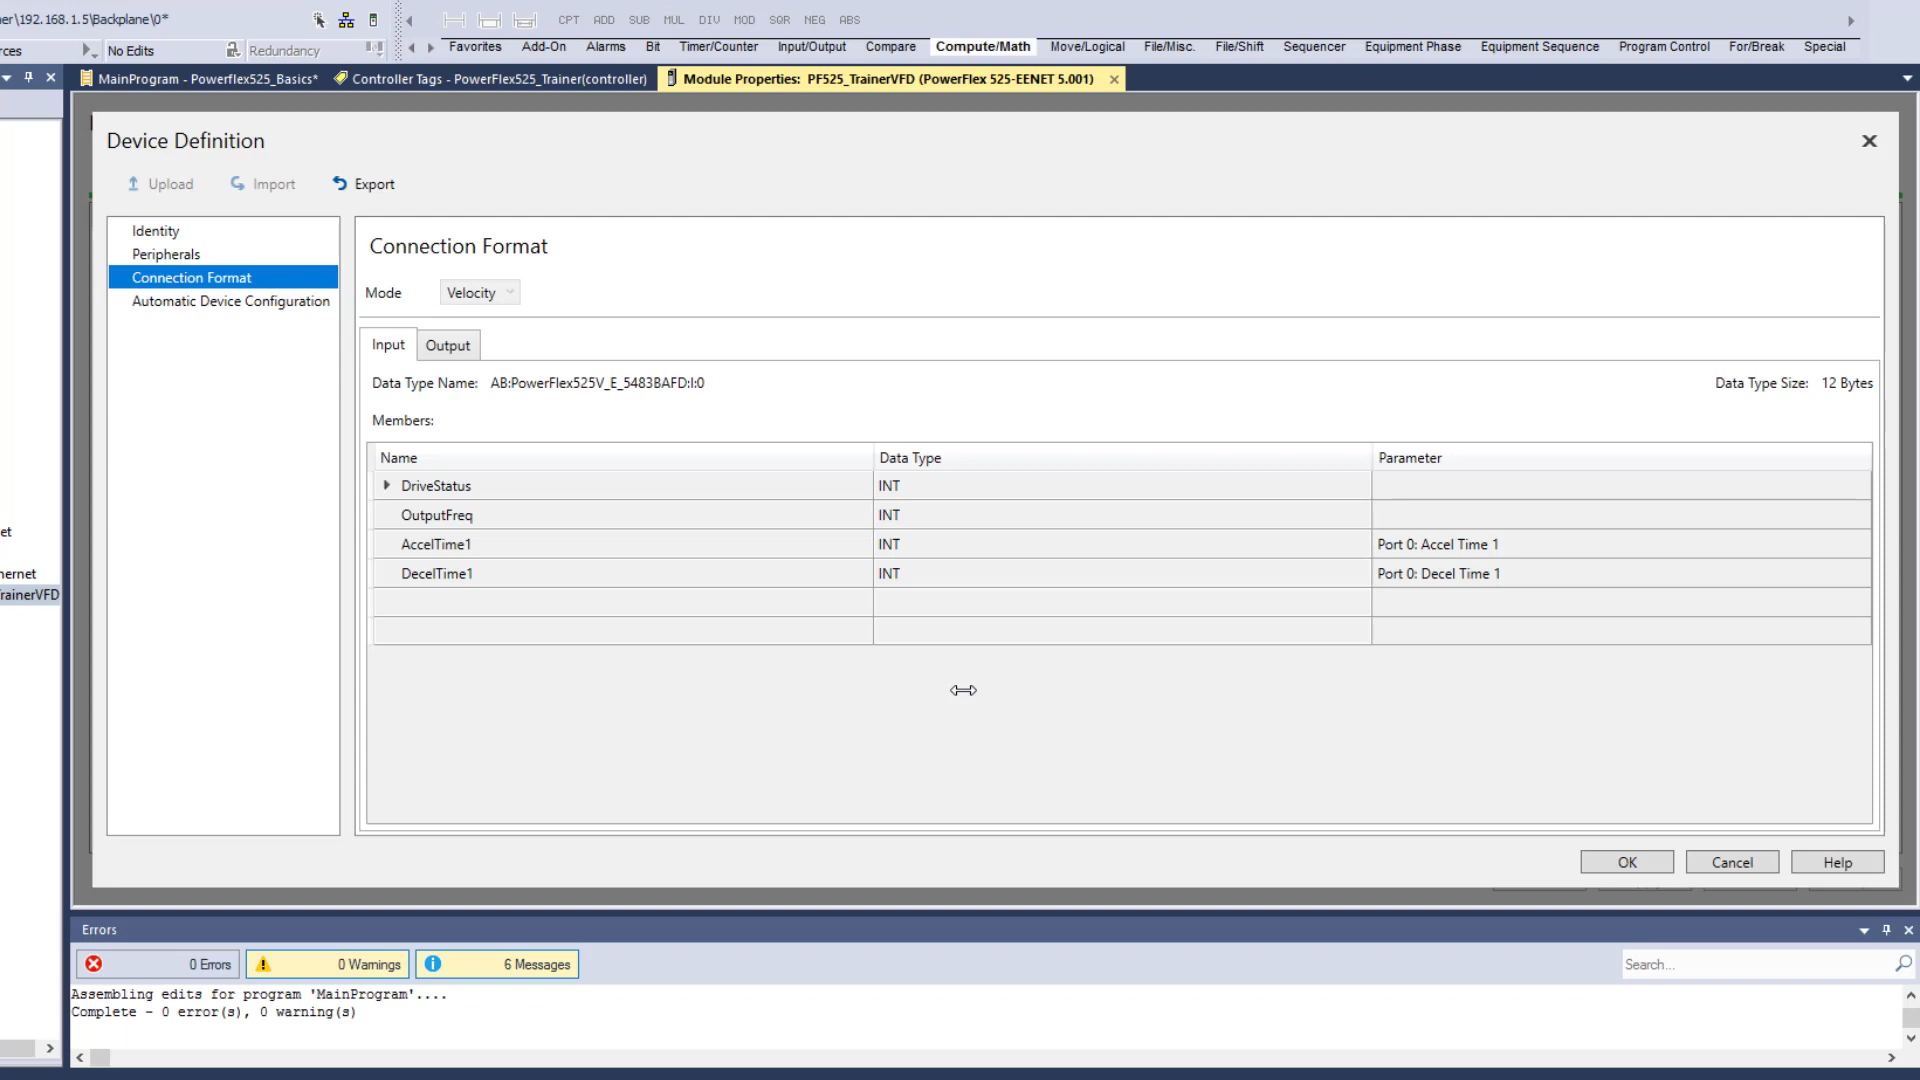 er\192.168.1.5\Backplane\0*
CPT ADD SUB MUL DIV MOD SQR NEG ABS
rces No Edits Redundancy
Favorites Add-On Alarms Bit Timer/Counter Input/Output Compare Compute/Math Move/Logical File/Misc. File/Shift Sequencer Equipment Phase Equipment Sequence Program Control For/Break Special
MainProgram - Powerflex525_Basics* Controller Tags - PowerFlex525_Trainer(controller) Module Properties: PF525_TrainerVFD (PowerFlex 525-EENET 5.001)
Device Definition
Upload Import Export
Identity
Peripherals
Connection Format
Automatic Device Configuration
Connection Format
Mode Velocity
Input Output
Data Type Name: AB:PowerFlex525V_E_5483BAFD:I:0 Data Type Size: 12 Bytes
Members:
Name Data Type Parameter
DriveStatus INT
OutputFreq INT
AccelTime1 INT Port 0: Accel Time 1
DecelTime1 INT Port 0: Decel Time 1
et
hernet
rainerVFD
OK Cancel Help
Errors
0 Errors 0 Warnings 6 Messages Search...
Assembling edits for program 'MainProgram'....
Complete - 0 error(s), 0 warning(s)